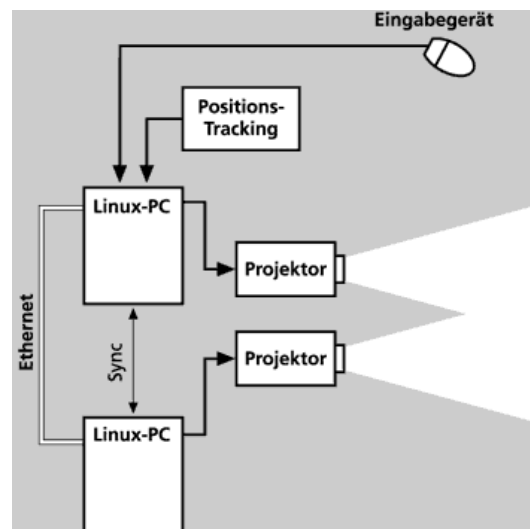 Eingabegerät
Positions-
Tracking
Linux-PC
Projektor
Ethernet
Sync
Projektor
Linux-PC